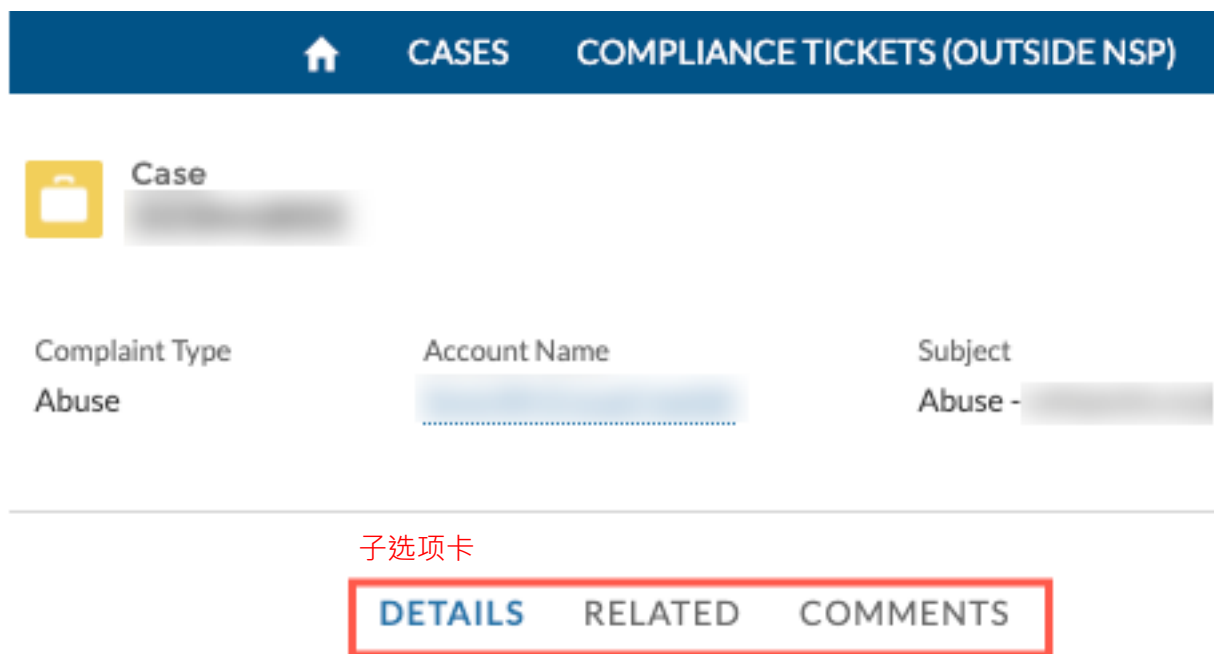 CASES COMPLIANCE TICKETS (OUTSIDE NSP)
Case
Complaint Type Account Name Subject
Abuse Abuse -
子选项卡
DETAILS RELATED COMMENTS